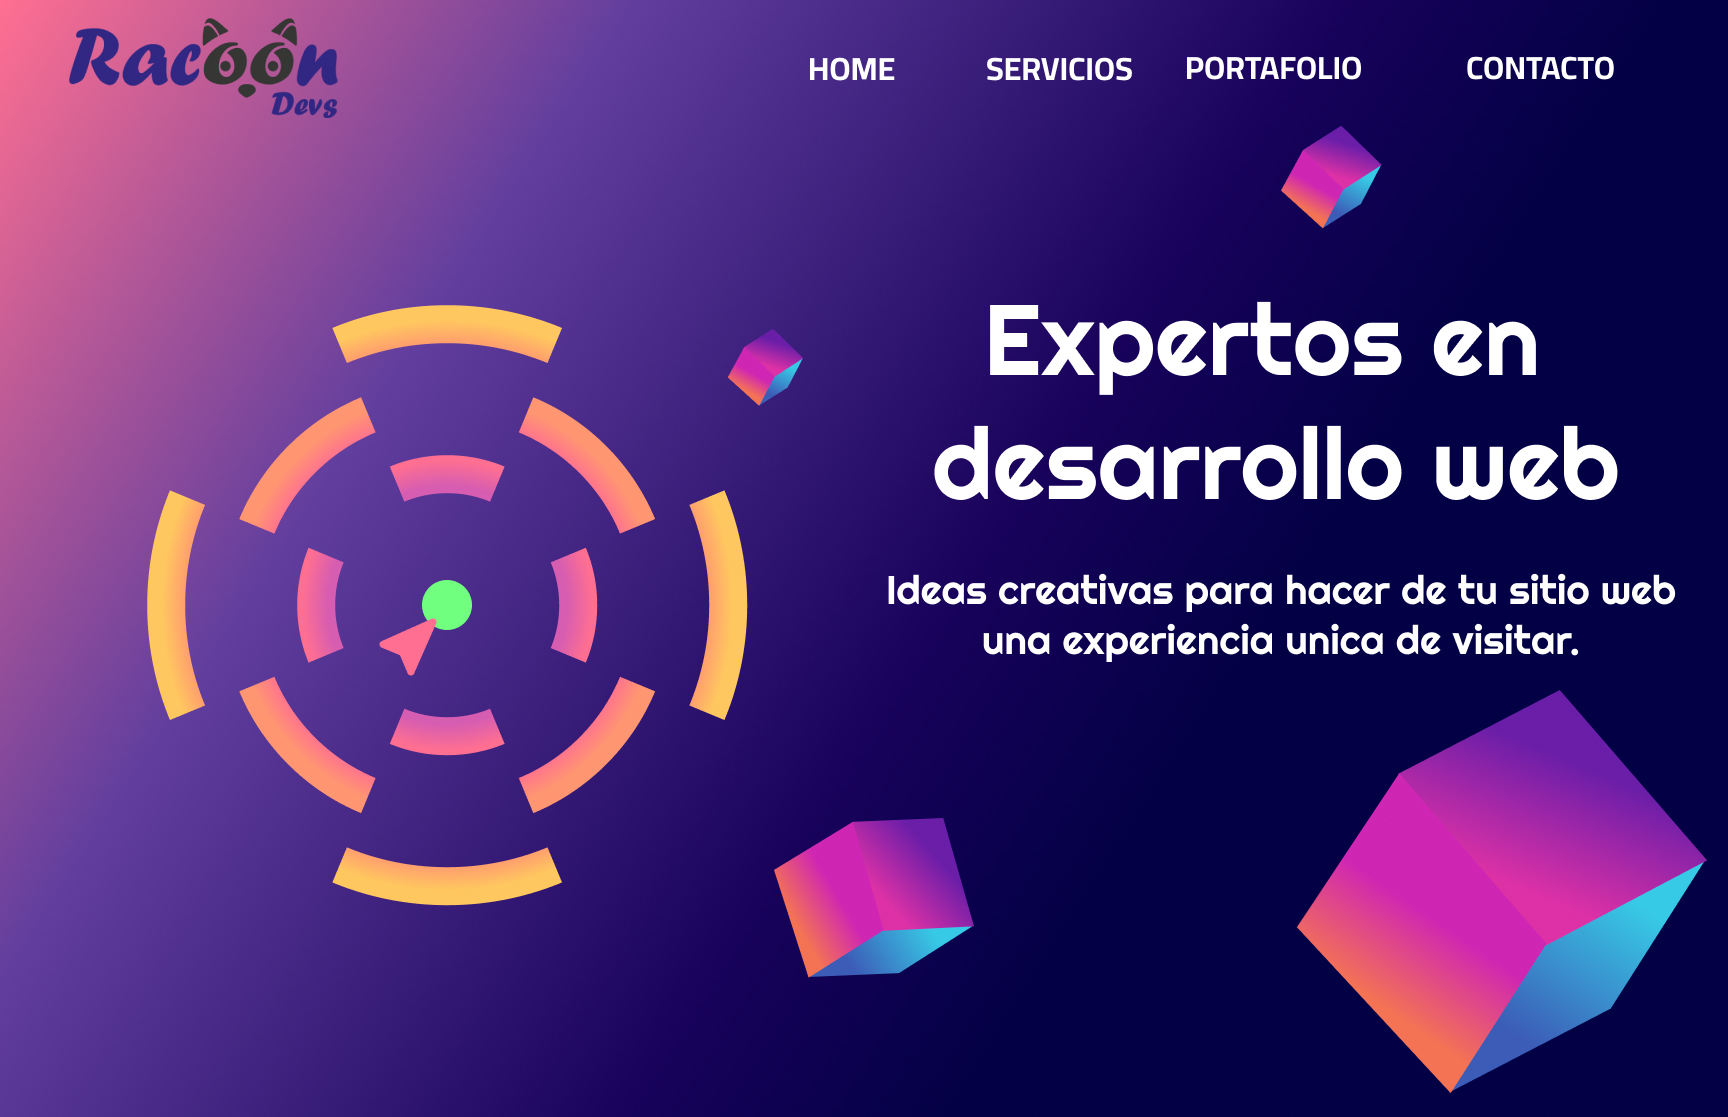 Racoon
Devs
HOME SERVICIOS PORTAFOLIO CONTACTO
Expertos en
desarrollo web
Ideas creativas para hacer de tu sitio web
una experiencia unica de visitar.